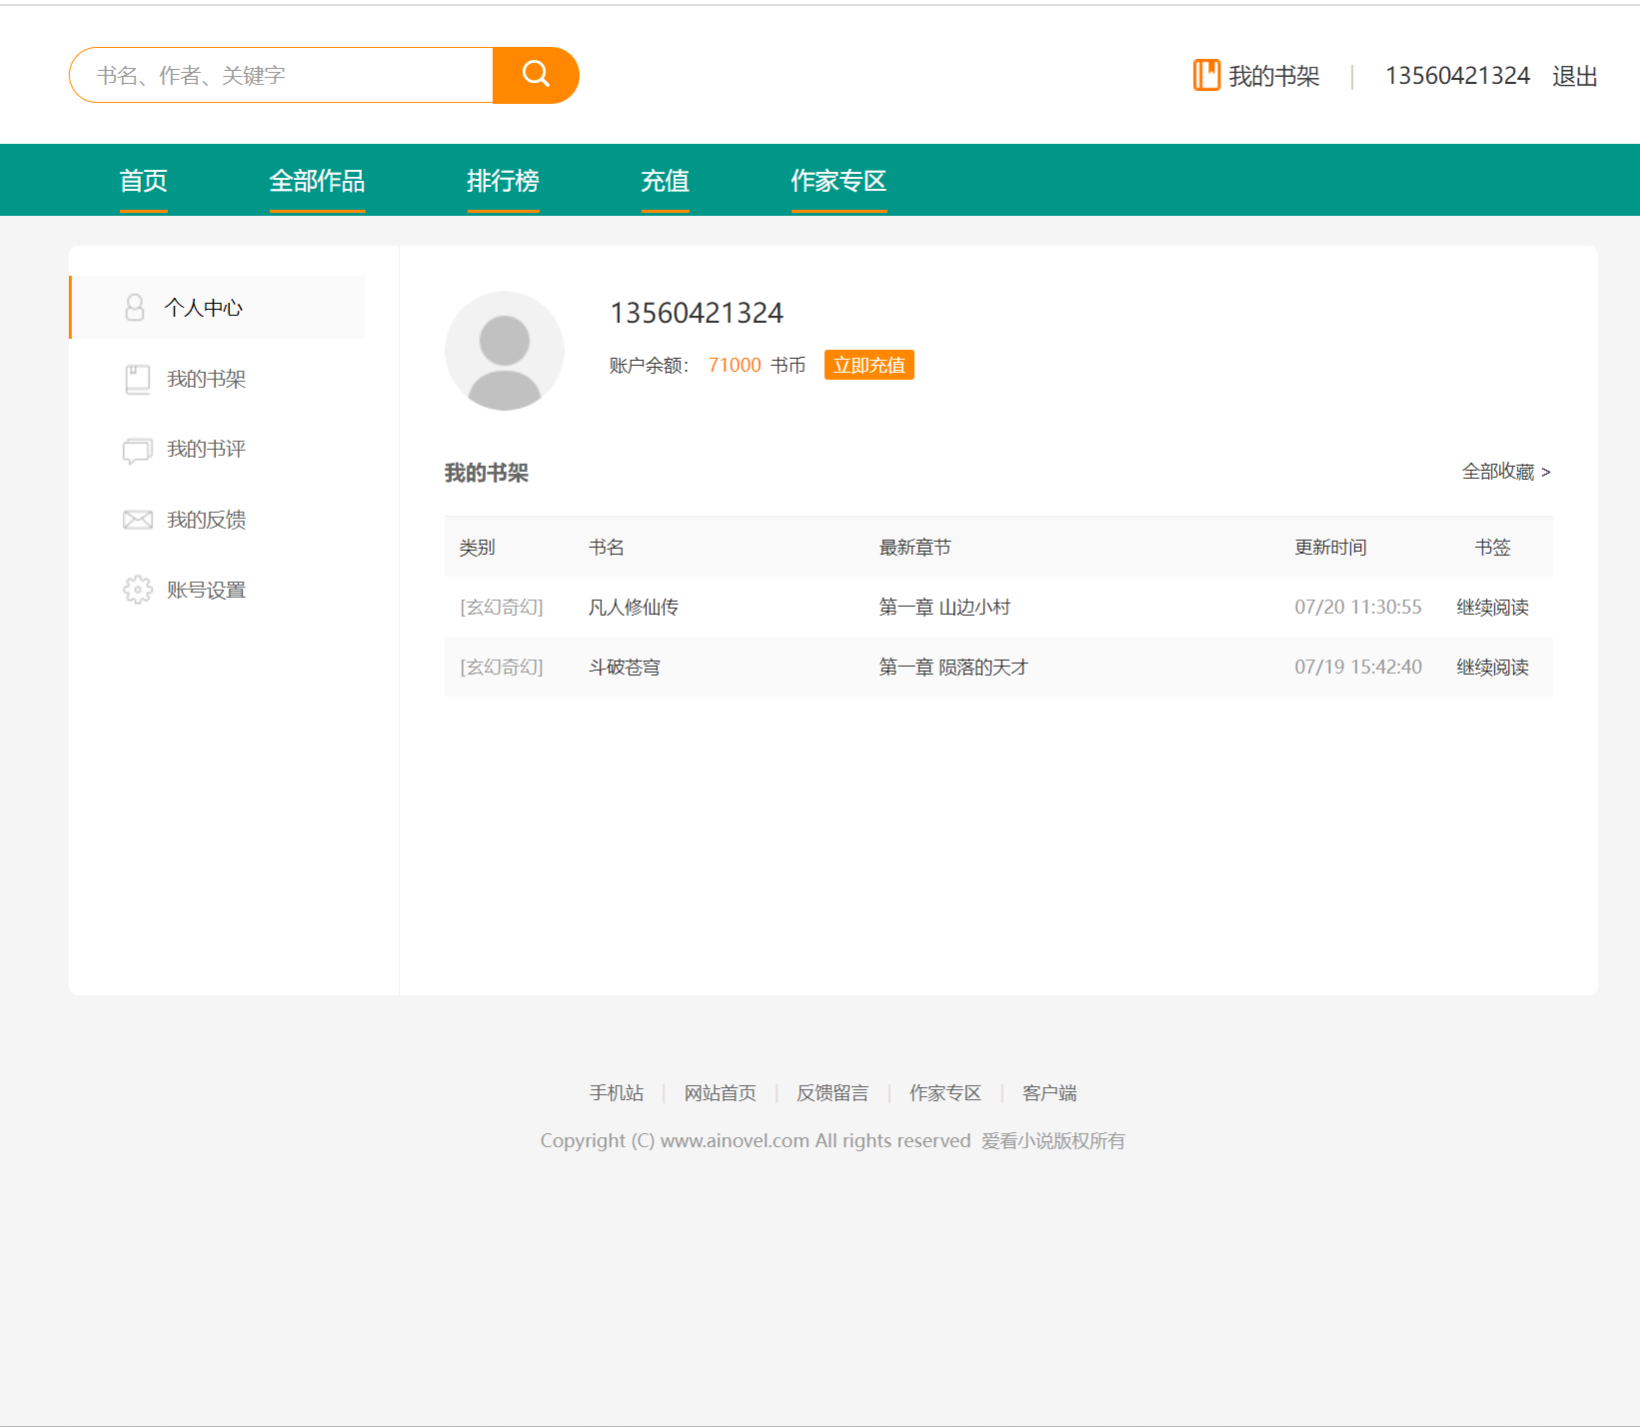 书名、作者、关键字
我的书架 | 13560421324 退出
首页 全部作品 排行榜 充值 作家专区
个人中心
我的书架
我的书评
我的反馈
账号设置
13560421324
账户余额： 71000 书币 立即充值
我的书架 全部收藏 >
类别 书名 最新章节 更新时间 书签
[玄幻奇幻] 凡人修仙传 第一章 山边小村 07/20 11:30:55 继续阅读
[玄幻奇幻] 斗破苍穹 第一章 陨落的天才 07/19 15:42:40 继续阅读
手机站 | 网站首页 | 反馈留言 | 作家专区 | 客户端
Copyright (C) www.ainovel.com All rights reserved 爱看小说版权所有